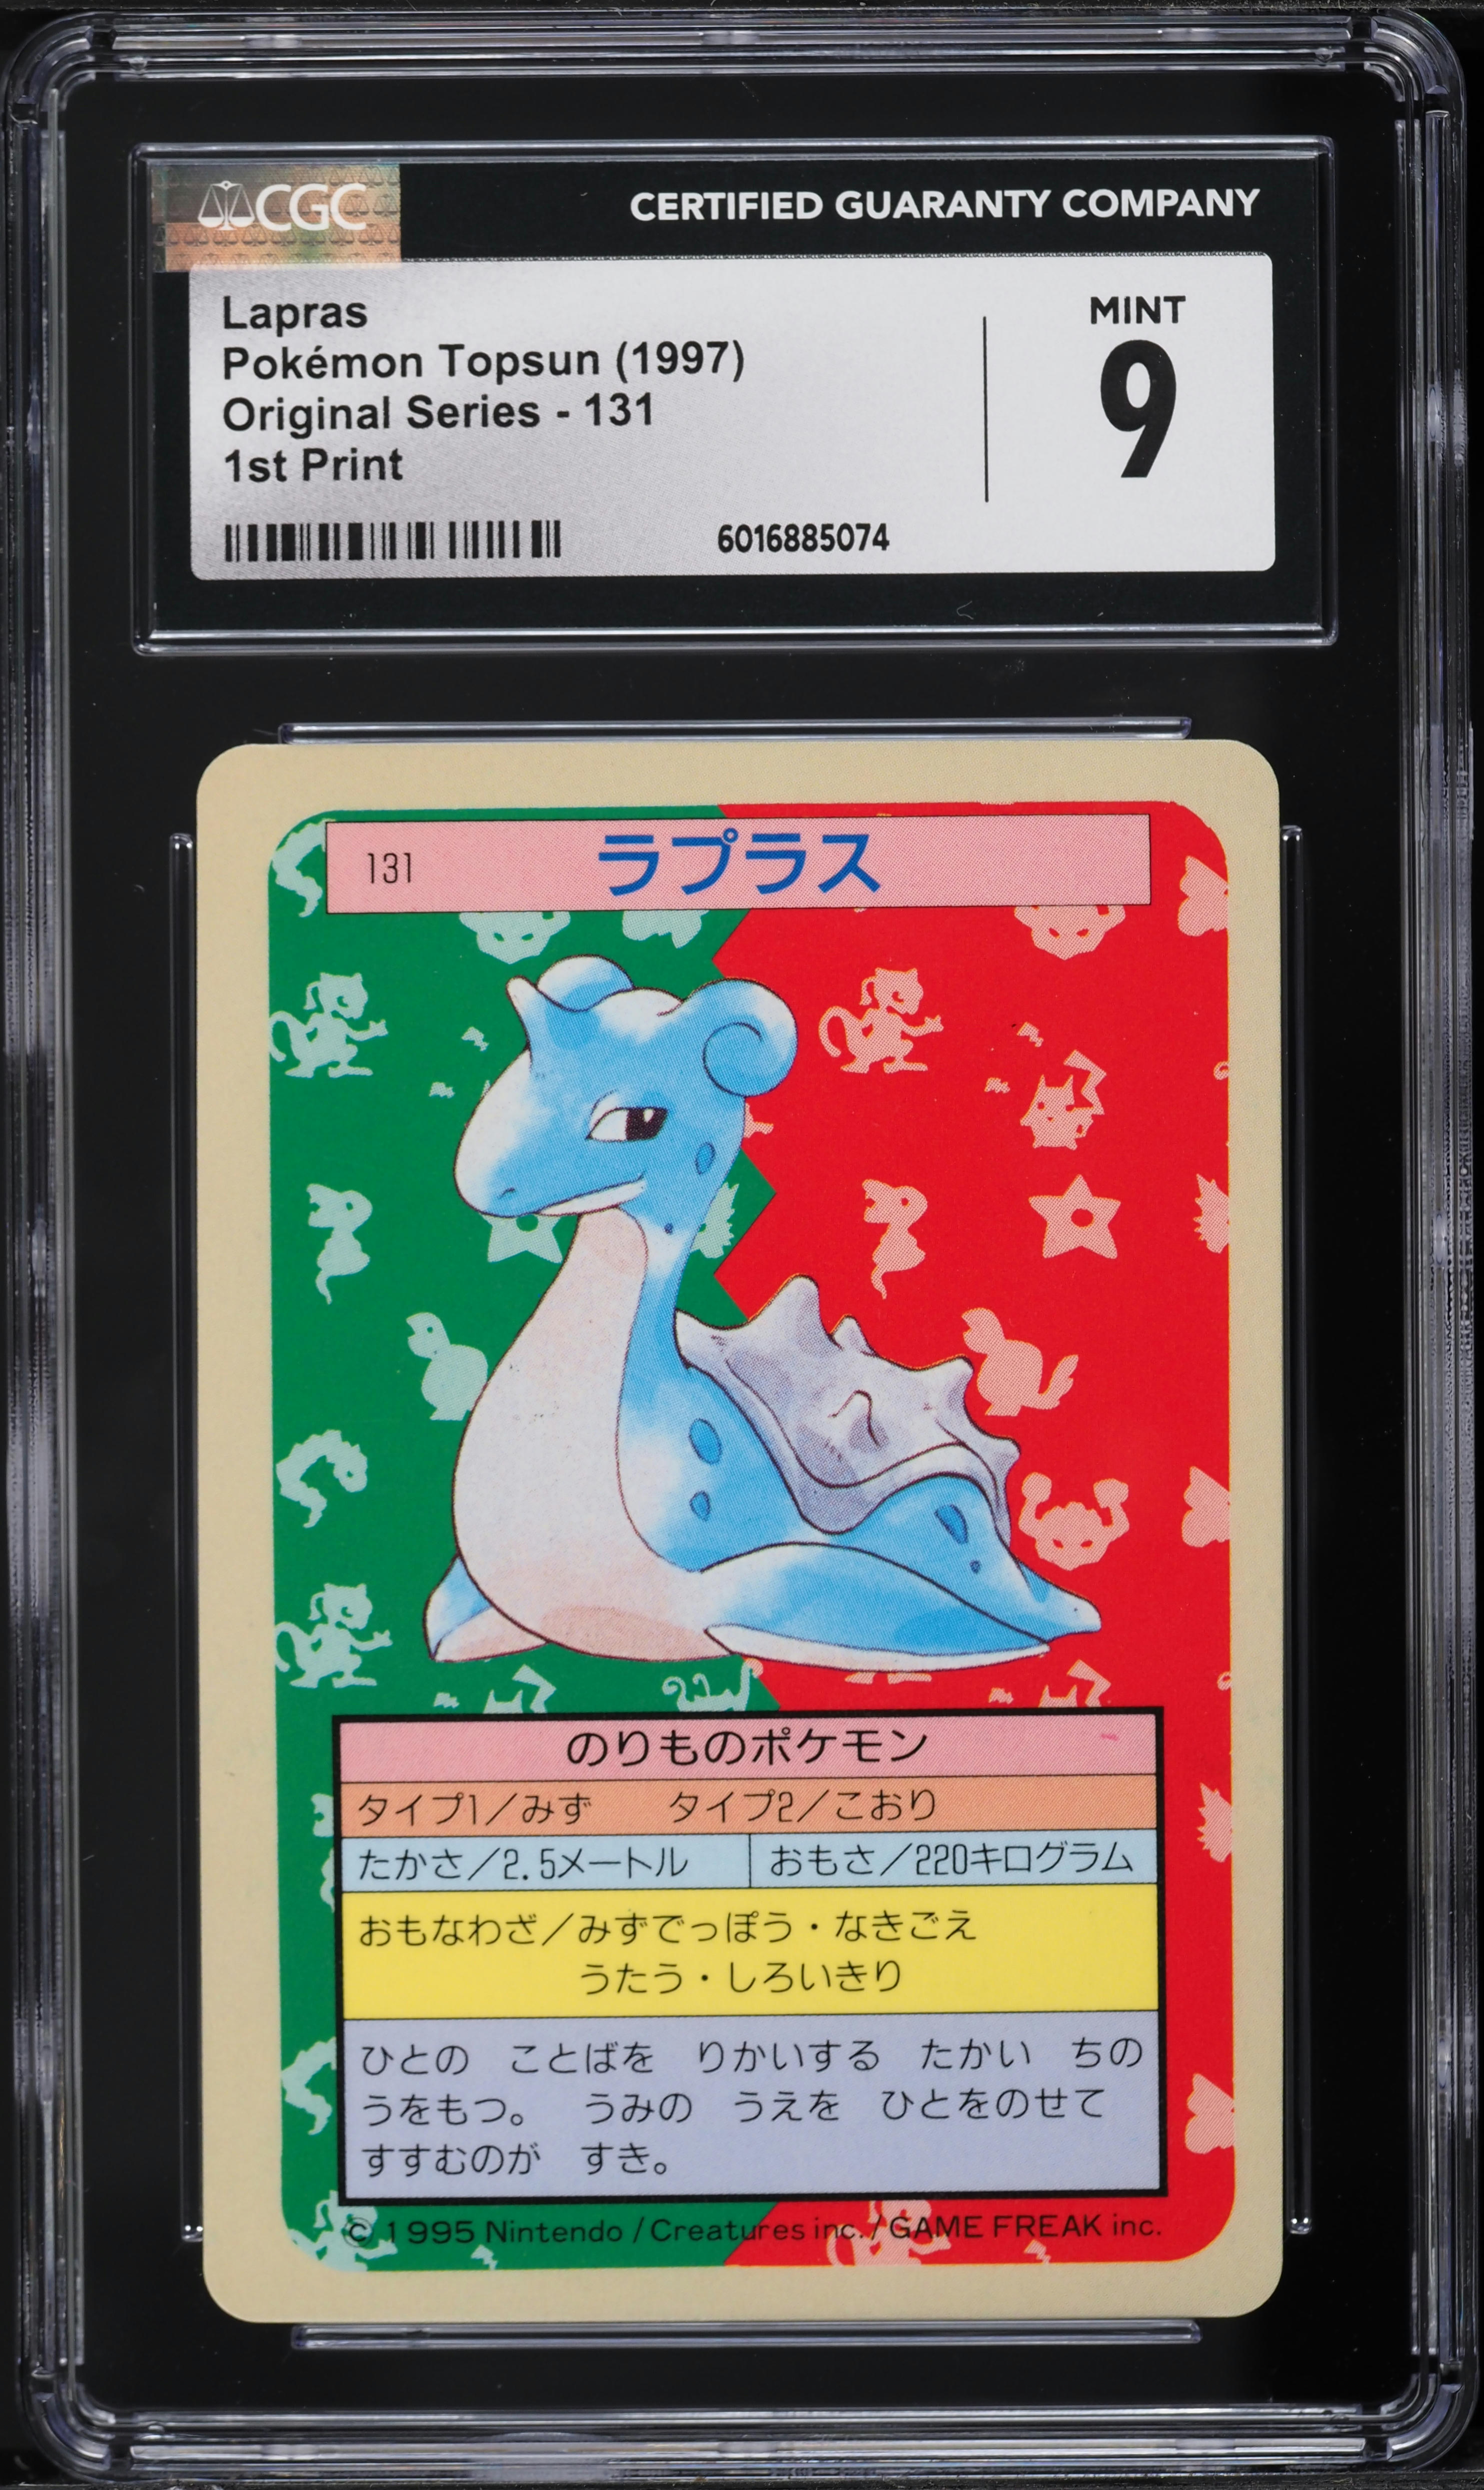 CGC
CERTIFIED GUARANTY COMPANY
Lapras
Pokémon Topsun (1997)
Original Series - 131
1st Print
MINT
9
6016885074
131 ラプラス
のりものポケモン
タイプ1/みず タイプ2/こおり
たかさ/2.5メートル おもさ/220キログラム
おもなわざ/みずでっぽう・なきごえ
うたう・しろいきり
ひとの ことばを りかいする たかい ちの
うをもつ。 うみの うえを ひとをのせて
すすむのが すき。
© 1995 Nintendo / Creatures inc. / GAME FREAK inc.